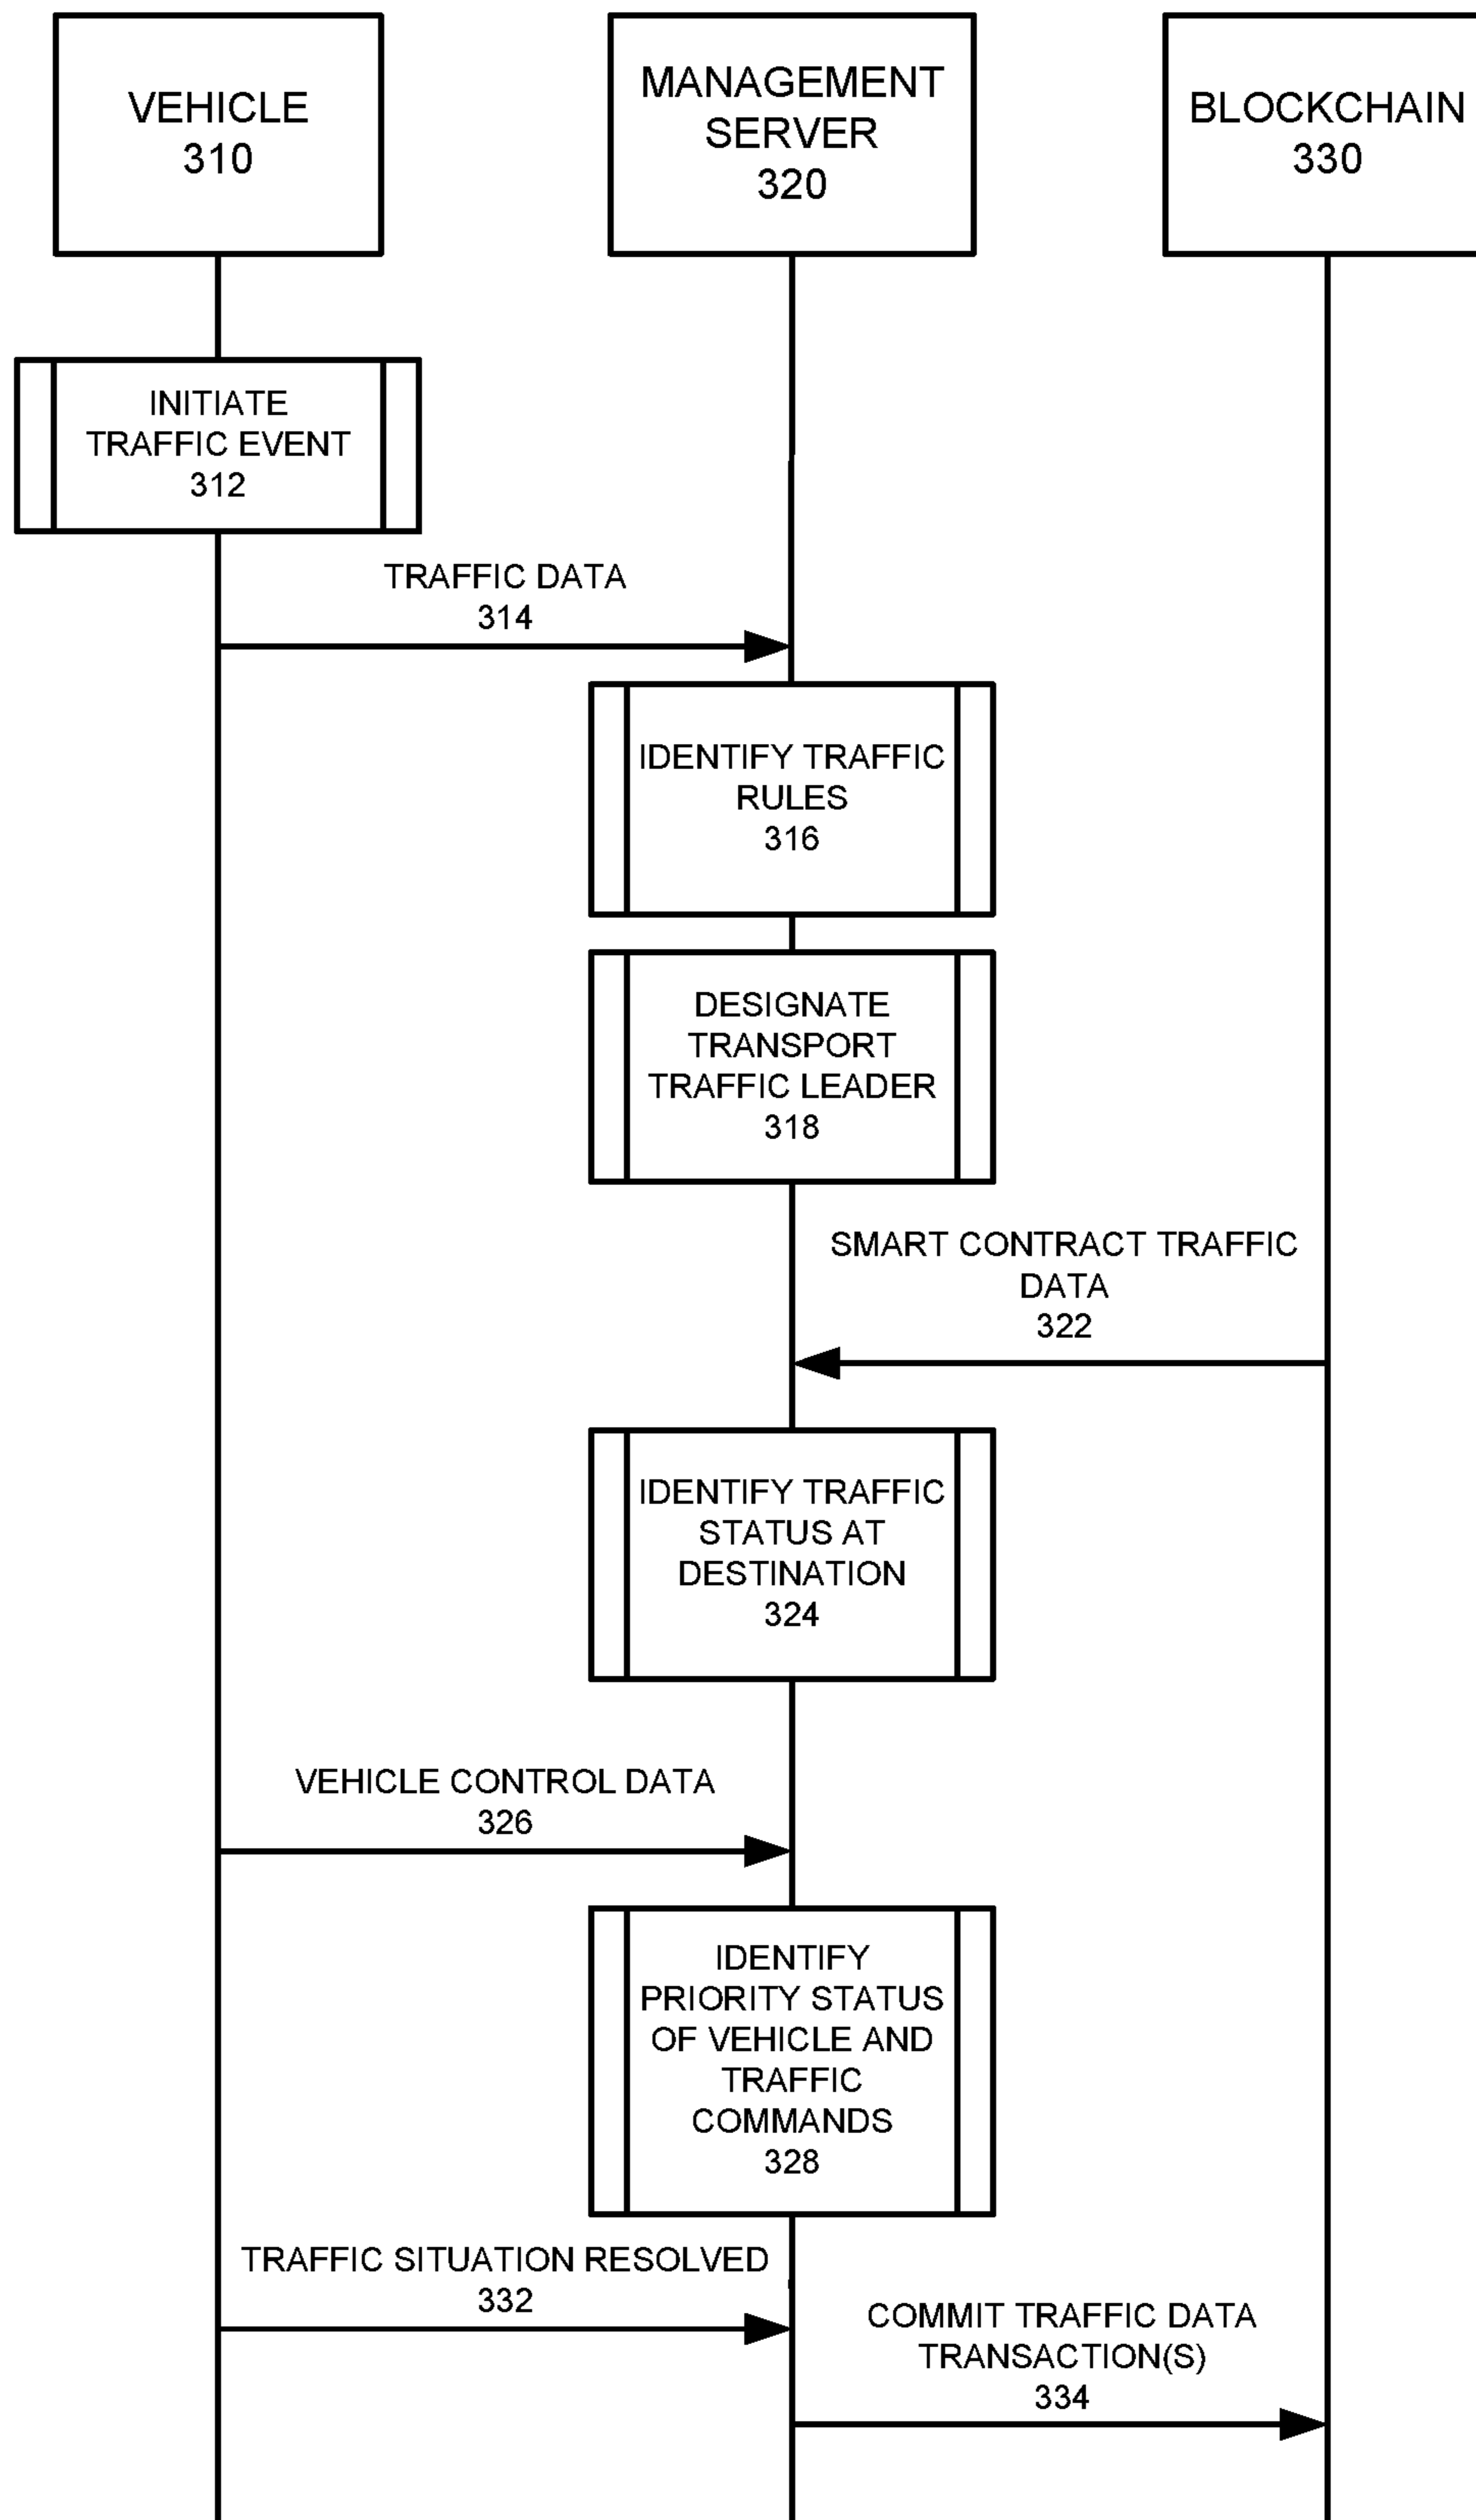 VEHICLE
310
MANAGEMENT
SERVER
320
BLOCKCHAIN
330
INITIATE
TRAFFIC EVENT
312
TRAFFIC DATA
314
IDENTIFY TRAFFIC
RULES
316
DESIGNATE
TRANSPORT
TRAFFIC LEADER
318
SMART CONTRACT TRAFFIC
DATA
322
IDENTIFY TRAFFIC
STATUS AT
DESTINATION
324
VEHICLE CONTROL DATA
326
IDENTIFY
PRIORITY STATUS
OF VEHICLE AND
TRAFFIC
COMMANDS
328
TRAFFIC SITUATION RESOLVED
332
COMMIT TRAFFIC DATA
TRANSACTION(S)
334